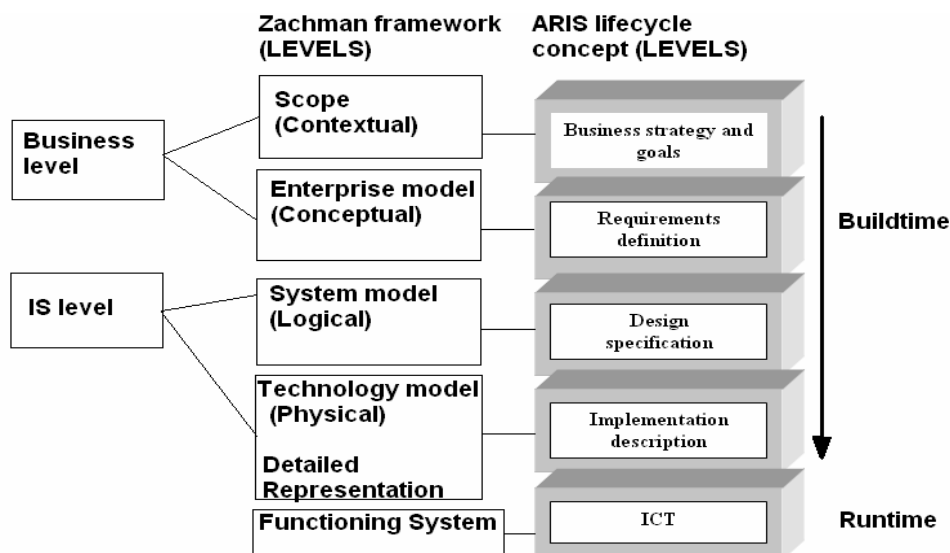 Zachman framework
(LEVELS)
ARIS lifecycle
concept (LEVELS)
Scope
(Contextual)
Business strategy and
goals
Business
level
Enterprise model
(Conceptual)
Requirements
definition
Buildtime
IS level
System model
(Logical)
Design
specification
Technology model
(Physical)
Detailed
Representation
Implementation
description
Functioning System
ICT
Runtime